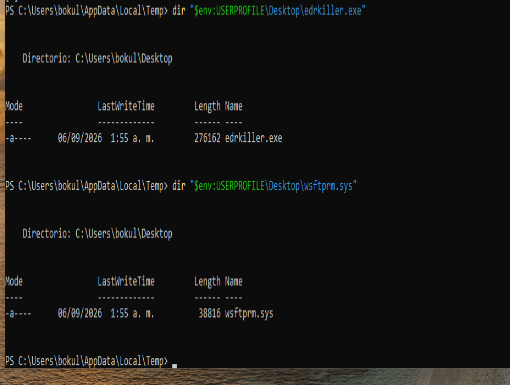 PS C:\Users\bokul\AppData\Local\Temp> dir "$env:USERPROFILE\Desktop\edrkiller.exe"
Directorio: C:\Users\bokul\Desktop
Mode LastWriteTime Length Name
---- ------------- ------ ----
-a---- 06/09/2026 1:55 a. m. 276162 edrkiller.exe
PS C:\Users\bokul\AppData\Local\Temp> dir "$env:USERPROFILE\Desktop\wsftprm.sys"
Directorio: C:\Users\bokul\Desktop
Mode LastWriteTime Length Name
---- ------------- ------ ----
-a---- 06/09/2026 1:55 a. m. 38816 wsftprm.sys
PS C:\Users\bokul\AppData\Local\Temp>